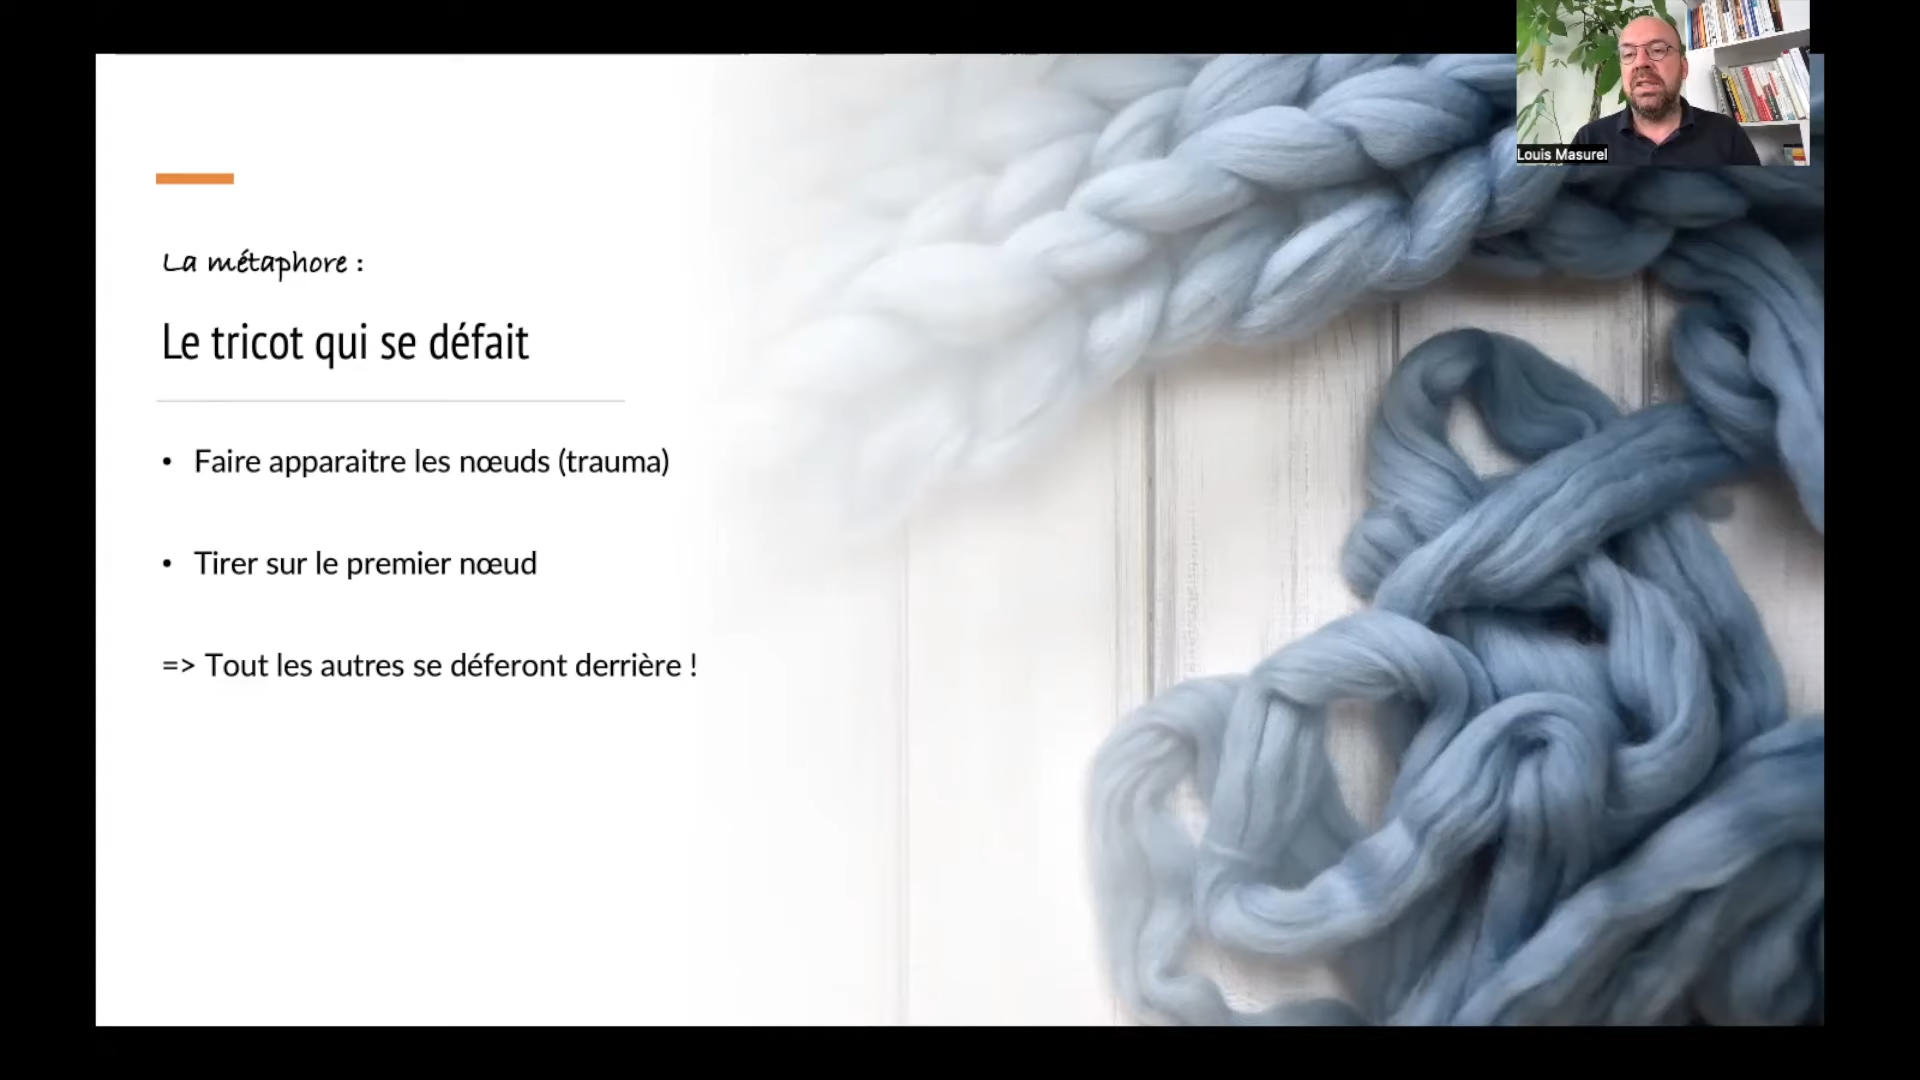 Louis Masurel
La métaphore :
Le tricot qui se défait
• Faire apparaitre les nœuds (trauma)
• Tirer sur le premier nœud
=> Tout les autres se déferont derrière !